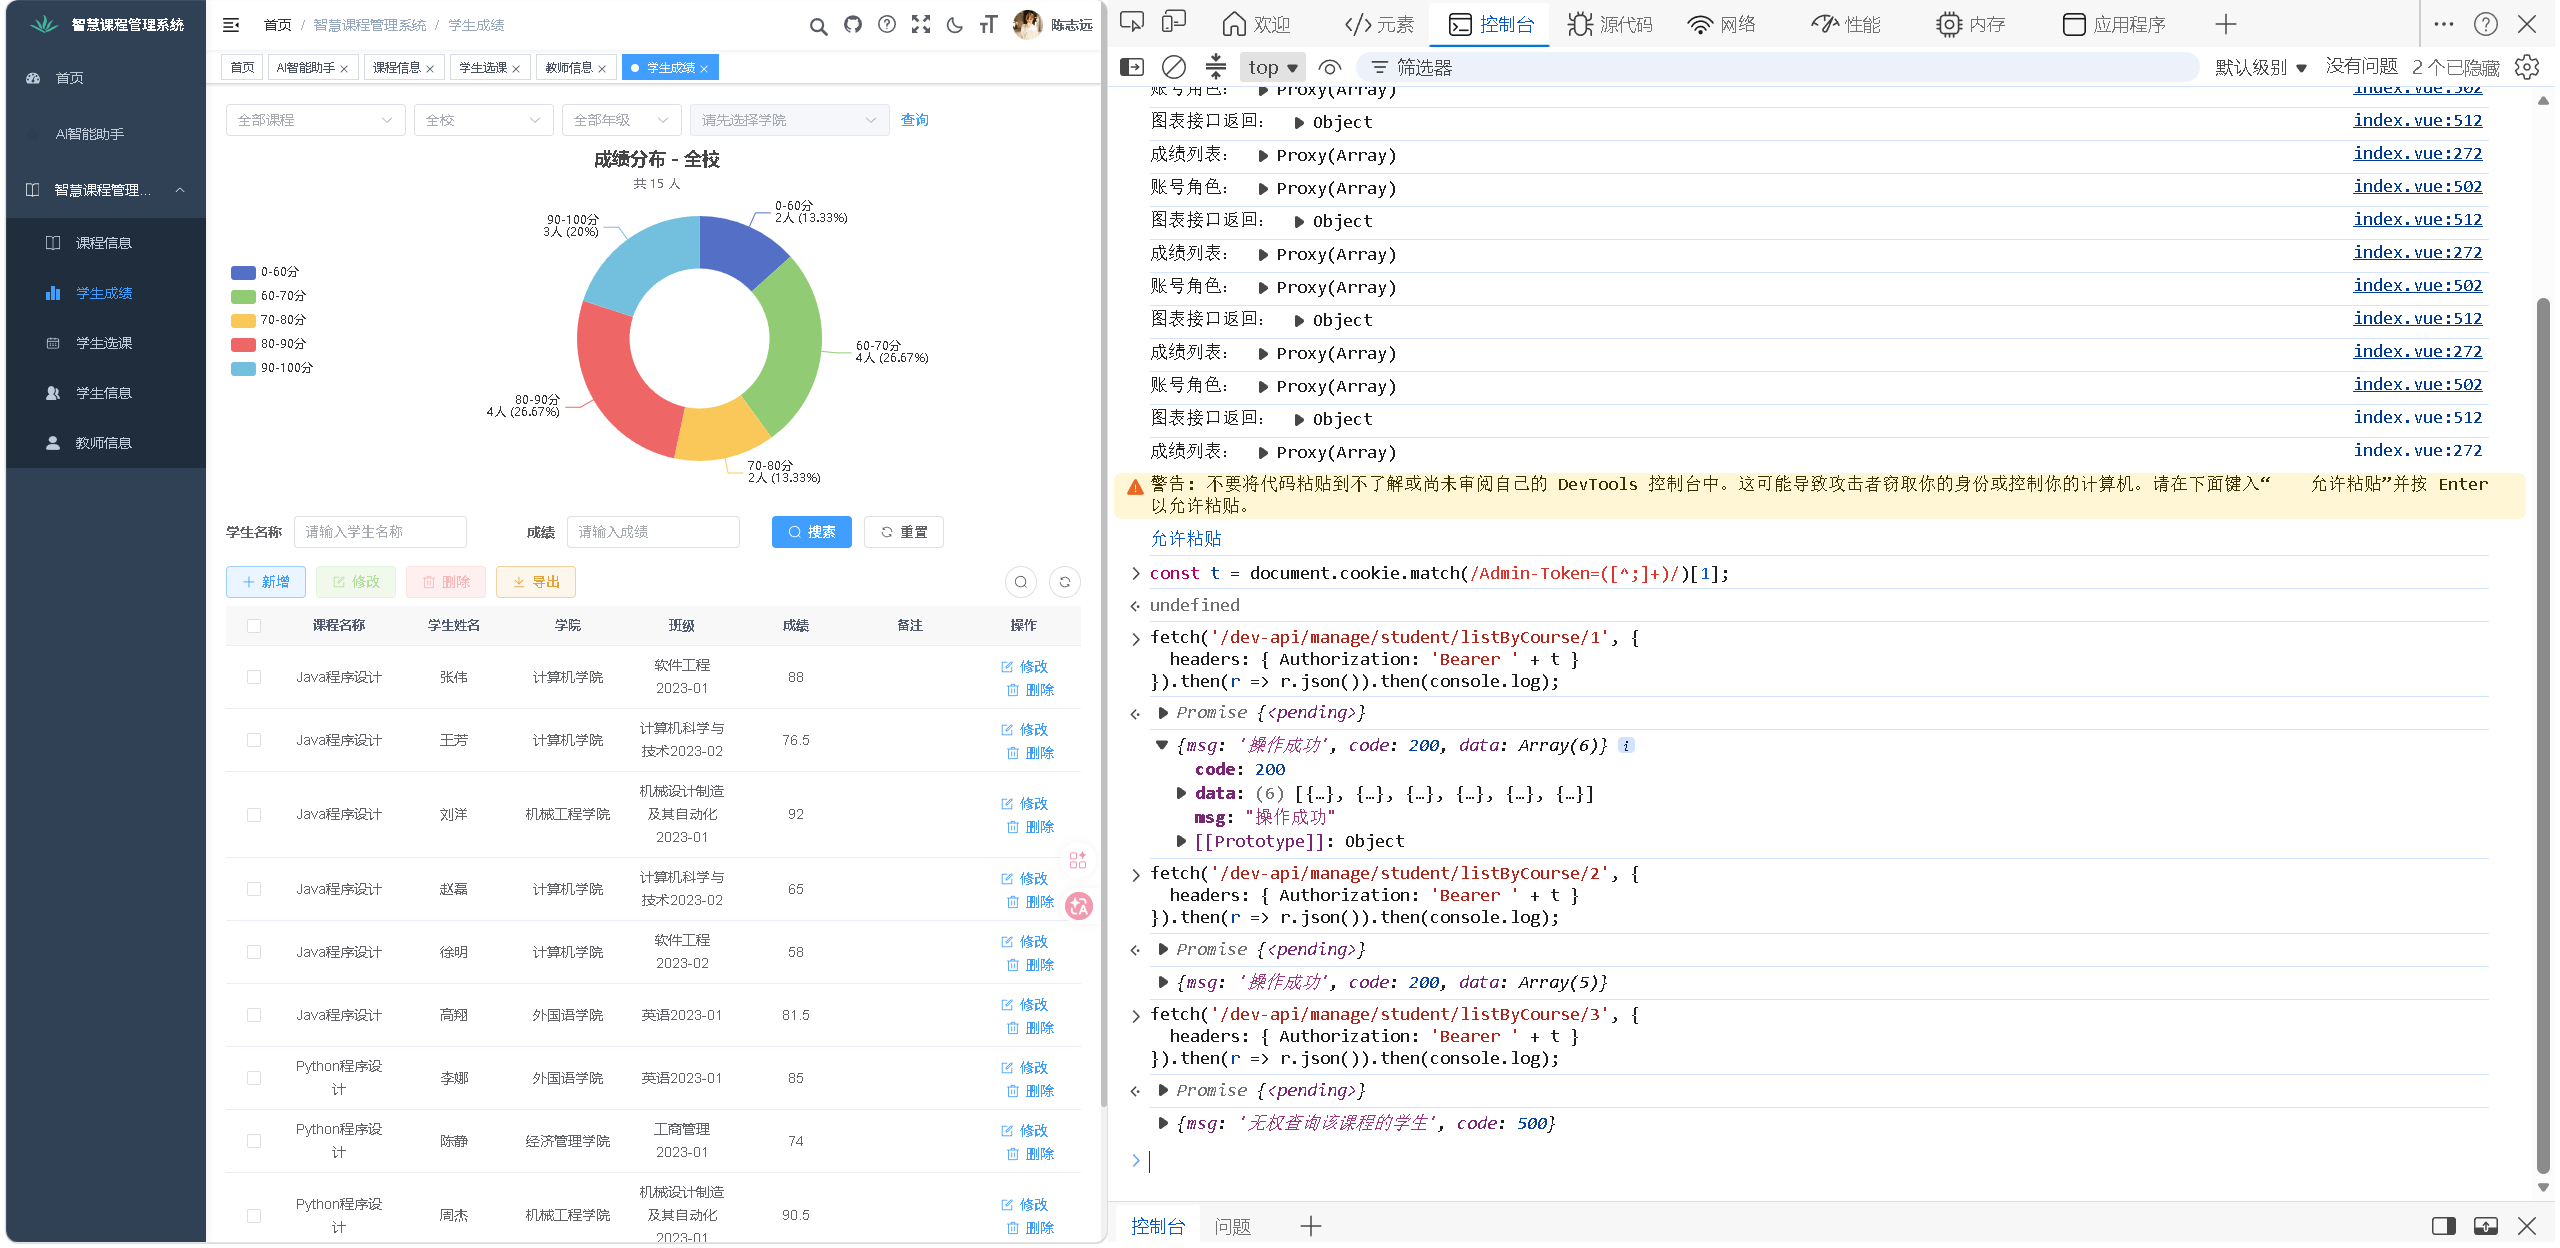 智慧课程管理系统
首页
AI智能助手
智慧课程管理...
课程信息
学生成绩
学生选课
学生信息
教师信息
首页 / 智慧课程管理系统 / 学生成绩
陈志远
首页 AI智能助手 × 课程信息 × 学生选课 × 教师信息 × 学生成绩 ×
全部课程 全校 全部年级 请先选择学院 查询
成绩分布 - 全校
共 15 人
0-60分
60-70分
70-80分
80-90分
90-100分
0-60分
2人 (13.33%)
60-70分
4人 (26.67%)
70-80分
2人 (13.33%)
80-90分
4人 (26.67%)
90-100分
3人 (20%)
学生名称 请输入学生名称 成绩 请输入成绩 搜索 重置
+ 新增 修改 删除 导出
课程名称 学生姓名 学院 班级 成绩 备注 操作
Java程序设计 张伟 计算机学院 软件工程2023-01 88 修改 删除
Java程序设计 王芳 计算机学院 计算机科学与技术2023-02 76.5 修改 删除
Java程序设计 刘洋 机械工程学院 机械设计制造及其自动化2023-01 92 修改 删除
Java程序设计 赵磊 计算机学院 计算机科学与技术2023-02 65 修改 删除
Java程序设计 徐明 计算机学院 软件工程2023-02 58 修改 删除
Java程序设计 高翔 外国语学院 英语2023-01 81.5 修改 删除
Python程序设计 李娜 外国语学院 英语2023-01 85 修改 删除
Python程序设计 陈静 经济管理学院 工商管理2023-01 74 修改 删除
Python程序设计 周杰 机械工程学院 机械设计制造及其自动化2023-01 90.5 修改 删除
欢迎 元素 控制台 源代码 网络 性能 内存 应用程序
top 筛选器 默认级别 没有问题 2 个已隐藏
账号角色: Proxy(Array) index.vue:502
图表接口返回: Object index.vue:512
成绩列表: Proxy(Array) index.vue:272
账号角色: Proxy(Array) index.vue:502
图表接口返回: Object index.vue:512
成绩列表: Proxy(Array) index.vue:272
账号角色: Proxy(Array) index.vue:502
图表接口返回: Object index.vue:512
成绩列表: Proxy(Array) index.vue:272
账号角色: Proxy(Array) index.vue:502
图表接口返回: Object index.vue:512
成绩列表: Proxy(Array) index.vue:272
警告: 不要将代码粘贴到不了解或尚未审阅自己的 DevTools 控制台中。这可能导致攻击者窃取你的身份或控制你的计算机。请在下面键入“ 允许粘贴”并按 Enter
以允许粘贴。
允许粘贴
const t = document.cookie.match(/Admin-Token=([^;]+)/)[1];
undefined
fetch('/dev-api/manage/student/listByCourse/1', {
headers: { Authorization: 'Bearer ' + t }
}).then(r => r.json()).then(console.log);
Promise {<pending>}
{msg: '操作成功', code: 200, data: Array(6)}
code: 200
data: (6) [{…}, {…}, {…}, {…}, {…}, {…}]
msg: "操作成功"
[[Prototype]]: Object
fetch('/dev-api/manage/student/listByCourse/2', {
headers: { Authorization: 'Bearer ' + t }
}).then(r => r.json()).then(console.log);
Promise {<pending>}
{msg: '操作成功', code: 200, data: Array(5)}
fetch('/dev-api/manage/student/listByCourse/3', {
headers: { Authorization: 'Bearer ' + t }
}).then(r => r.json()).then(console.log);
Promise {<pending>}
{msg: '无权查询该课程的学生', code: 500}
控制台 问题